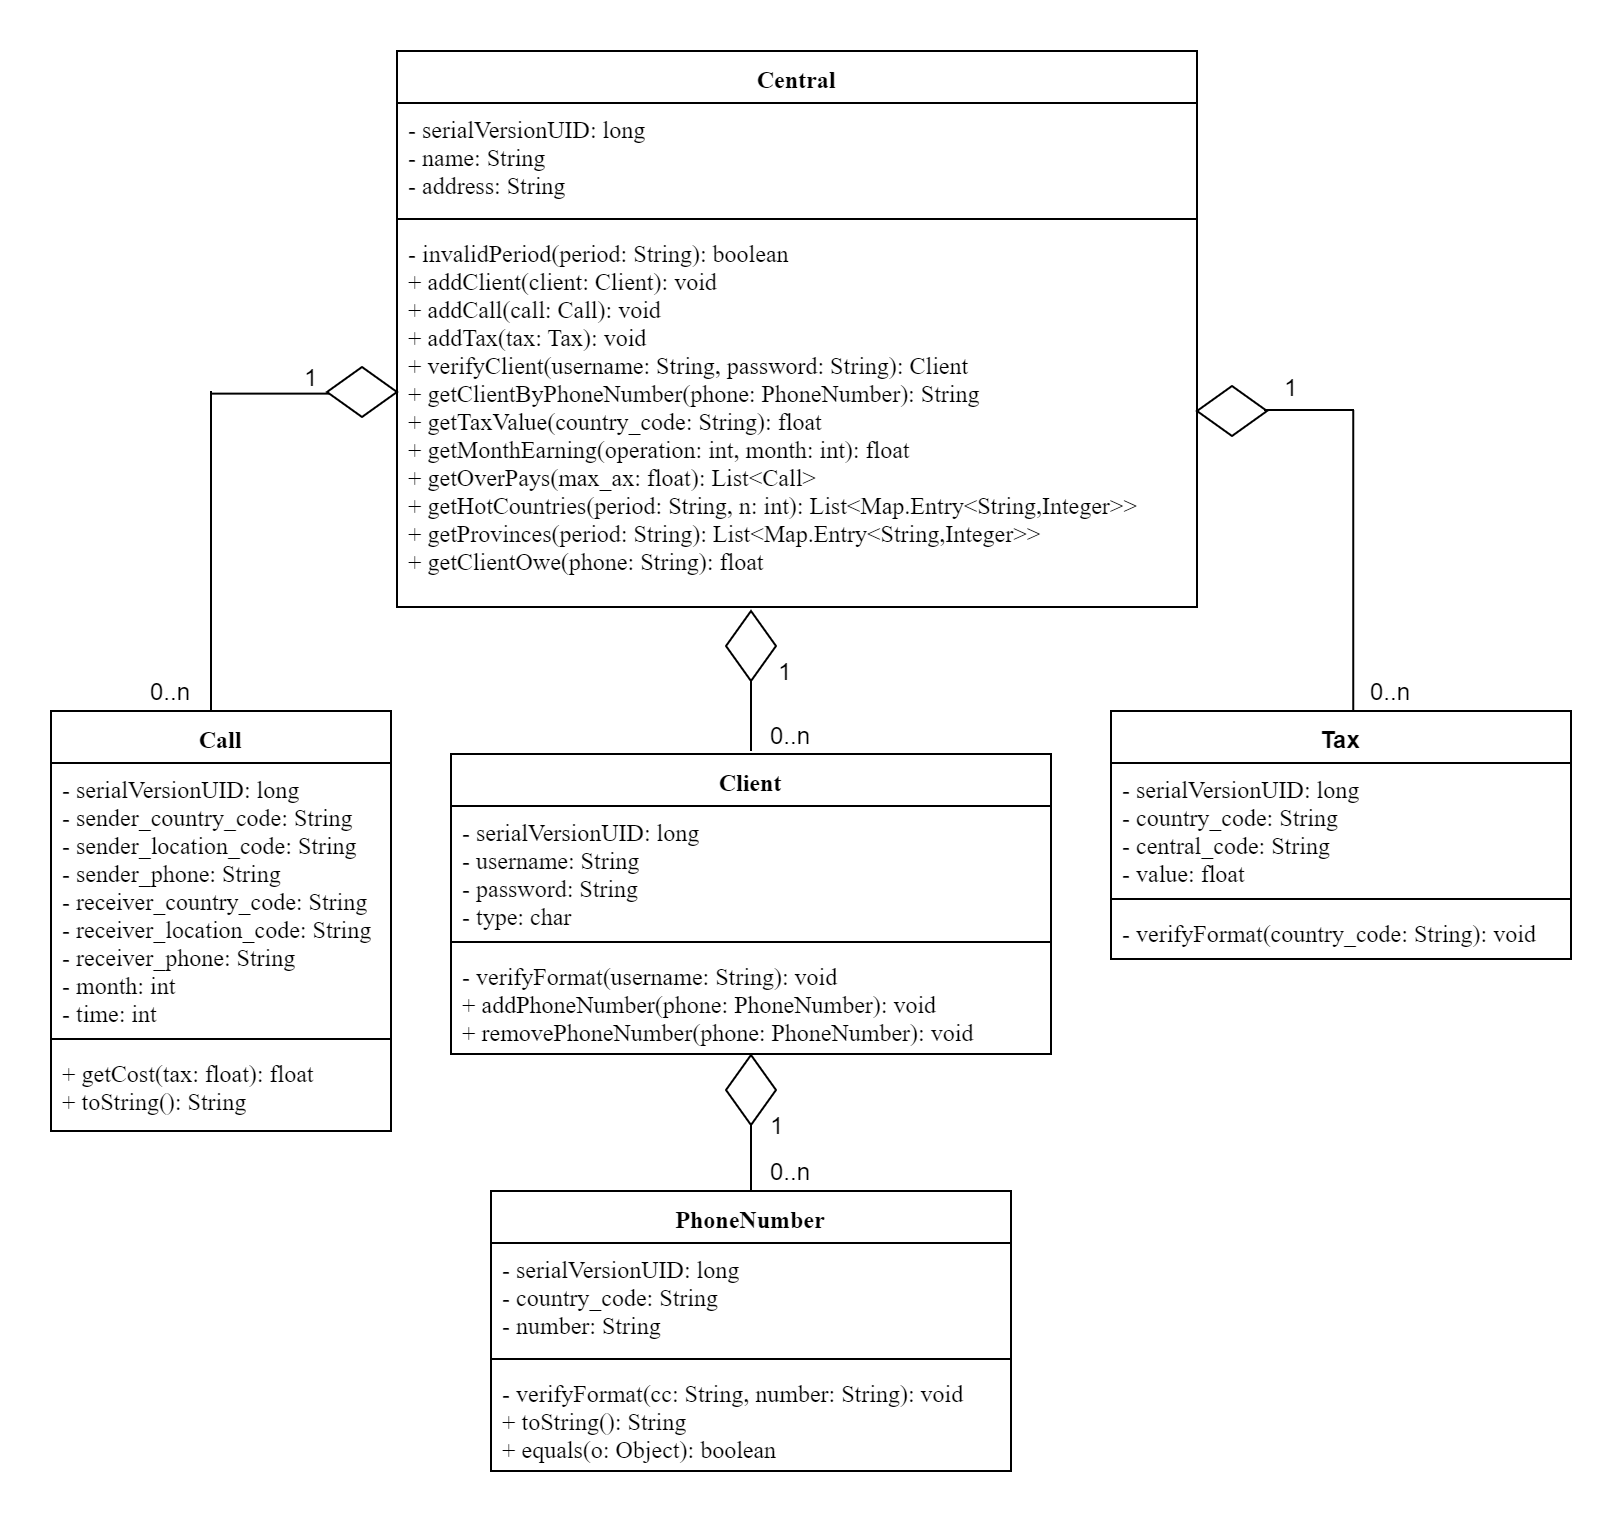 Central
- serialVersionUID: long
- name: String
- address: String
- invalidPeriod(period: String): boolean
+ addClient(client: Client): void
+ addCall(call: Call): void
+ addTax(tax: Tax): void
+ verifyClient(username: String, password: String): Client
+ getClientByPhoneNumber(phone: PhoneNumber): String
+ getTaxValue(country_code: String): float
+ getMonthEarning(operation: int, month: int): float
+ getOverPays(max_ax: float): List<Call>
+ getHotCountries(period: String, n: int): List<Map.Entry<String,Integer>>
+ getProvinces(period: String): List<Map.Entry<String,Integer>>
+ getClientOwe(phone: String): float
1
1
1
0..n
0..n
0..n
Call
- serialVersionUID: long
- sender_country_code: String
- sender_location_code: String
- sender_phone: String
- receiver_country_code: String
- receiver_location_code: String
- receiver_phone: String
- month: int
- time: int
+ getCost(tax: float): float
+ toString(): String
Client
- serialVersionUID: long
- username: String
- password: String
- type: char
- verifyFormat(username: String): void
+ addPhoneNumber(phone: PhoneNumber): void
+ removePhoneNumber(phone: PhoneNumber): void
Tax
- serialVersionUID: long
- country_code: String
- central_code: String
- value: float
- verifyFormat(country_code: String): void
1
0..n
PhoneNumber
- serialVersionUID: long
- country_code: String
- number: String
- verifyFormat(cc: String, number: String): void
+ toString(): String
+ equals(o: Object): boolean